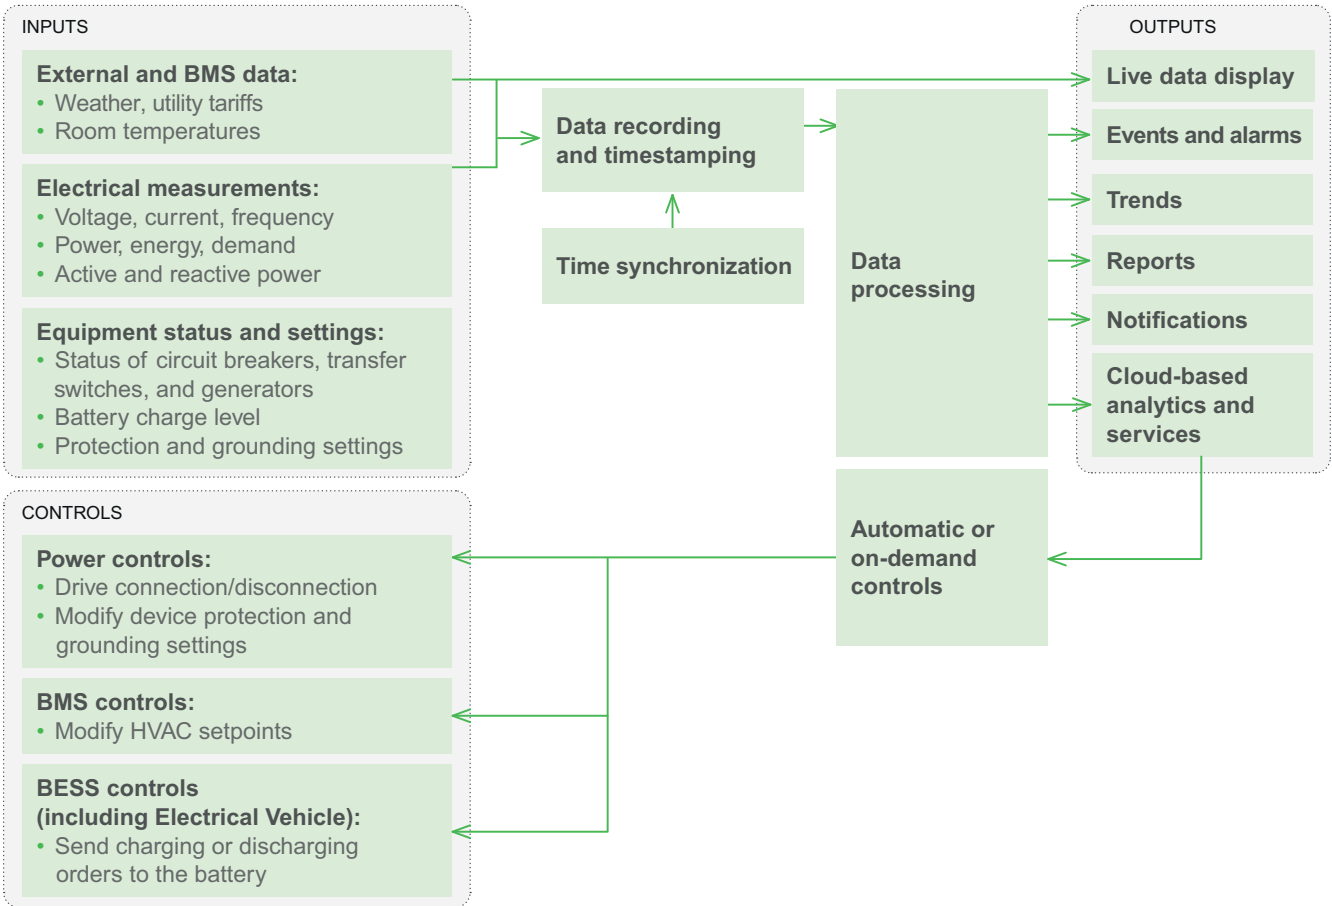 INPUTS
External and BMS data:
• Weather, utility tariffs
• Room temperatures
Electrical measurements:
• Voltage, current, frequency
• Power, energy, demand
• Active and reactive power
Equipment status and settings:
• Status of circuit breakers, transfer
switches, and generators
• Battery charge level
• Protection and grounding settings
Data recording
and timestamping
Time synchronization
Data
processing
OUTPUTS
Live data display
Events and alarms
Trends
Reports
Notifications
Cloud-based
analytics and
services
Automatic or
on-demand
controls
CONTROLS
Power controls:
• Drive connection/disconnection
• Modify device protection and
grounding settings
BMS controls:
• Modify HVAC setpoints
BESS controls
(including Electrical Vehicle):
• Send charging or discharging
orders to the battery